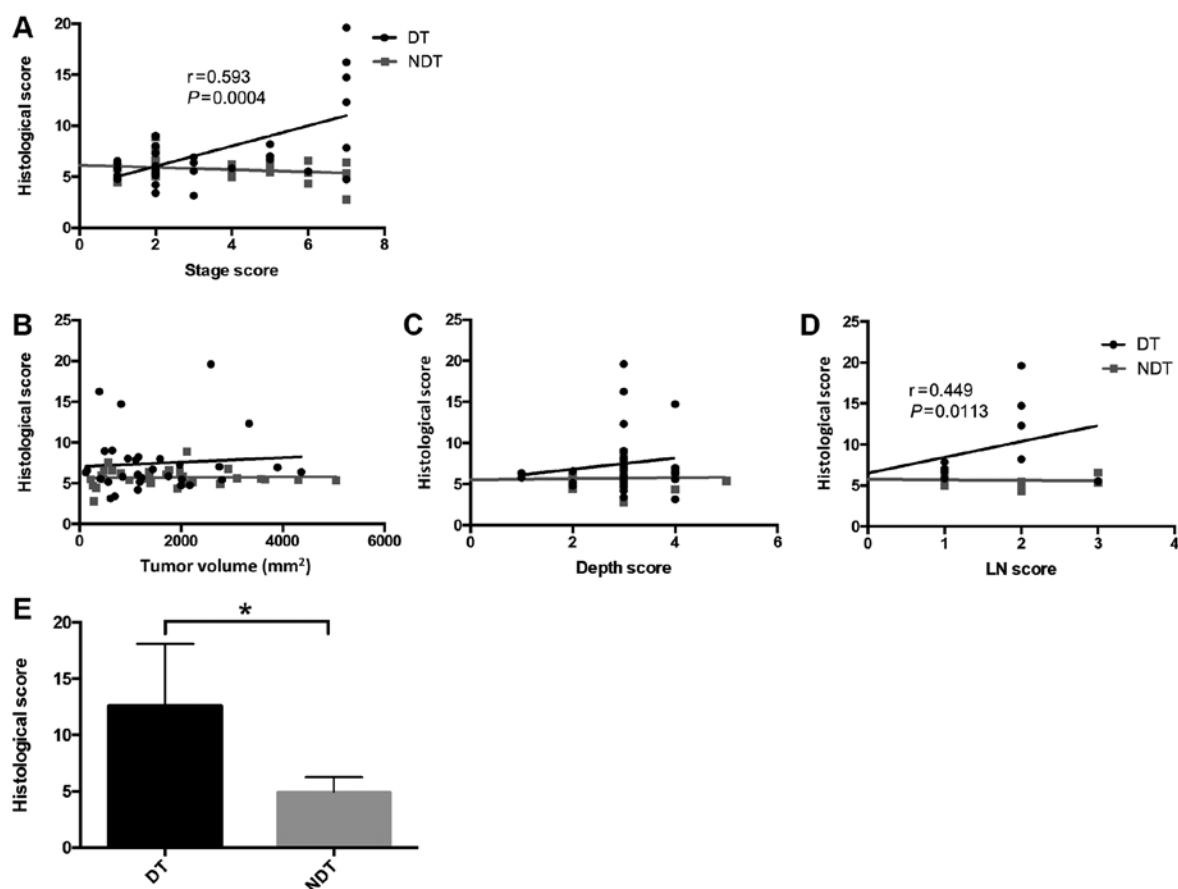 A
20
15
10
5
0
Histological score
r=0.593
P=0.0004
DT
NDT
0 2 4 6 8
Stage score
B
25
20
15
10
5
0
Histological score
0 2000 4000 6000
Tumor volume (mm²)
C
25
20
15
10
5
0
Histological score
0 2 4 6
Depth score
D
25
20
15
10
5
0
Histological score
r=0.449
P=0.0113
DT
NDT
0 1 2 3 4
LN score
E
20
15
10
5
0
Histological score
*
DT
NDT